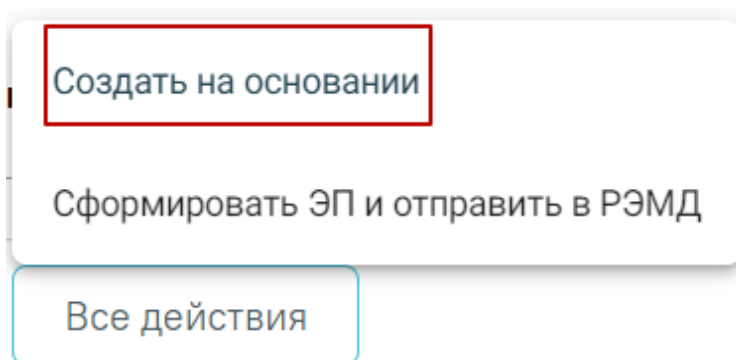 Создать на основании
Сформировать ЭП и отправить в РЭМД
Все действия